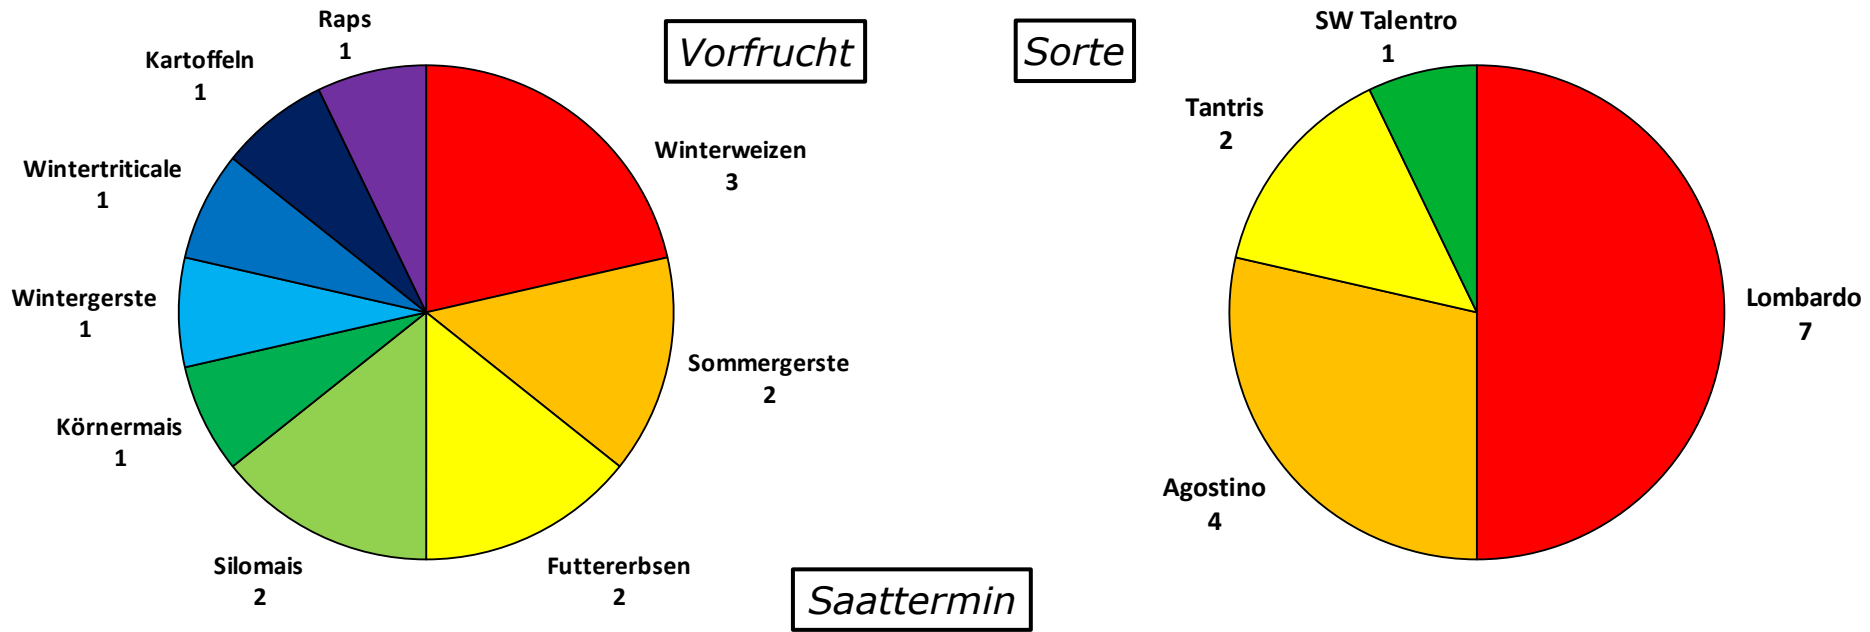 Vorfrucht
Raps
1
Kartoffeln
1
Winterweizen
3
Wintertriticale
1
Wintergerste
1
Sommergerste
2
Körnermais
1
Silomais
2
Futtererbsen
2
Sorte
SW Talentro
1
Tantris
2
Lombardo
7
Agostino
4
Saattermin